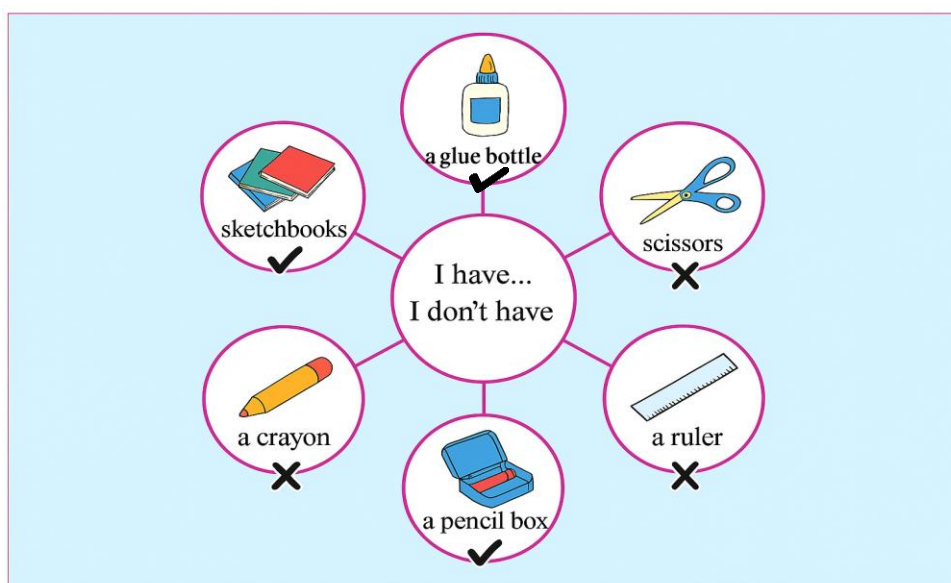 a glue bottle
sketchbooks
scissors
I have...
I don't have
a crayon
a ruler
a pencil box